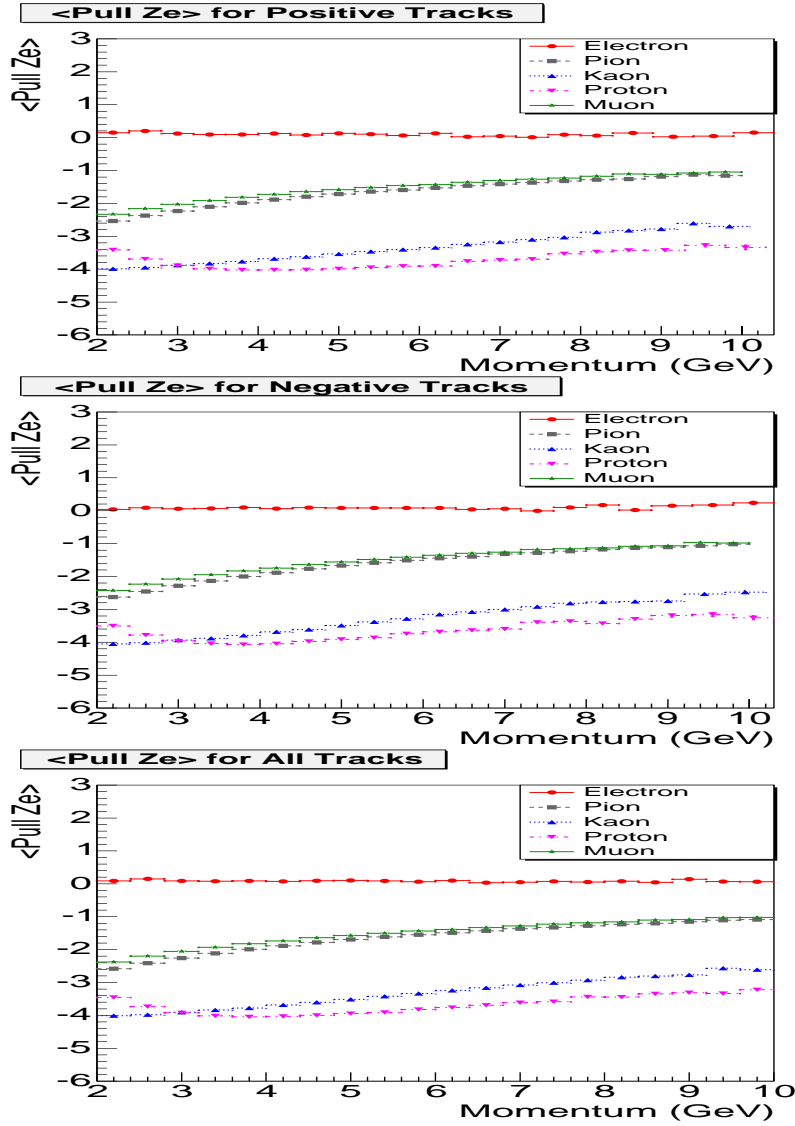 <Pull Ze> for Positive Tracks
<Pull Ze>
3
2
1
0
-1
-2
-3
-4
-5
-6
Electron
Pion
Kaon
Proton
Muon
2 3 4 5 6 7 8 9 10
Momentum (GeV)
<Pull Ze> for Negative Tracks
<Pull Ze>
3
2
1
0
-1
-2
-3
-4
-5
-6
Electron
Pion
Kaon
Proton
Muon
2 3 4 5 6 7 8 9 10
Momentum (GeV)
<Pull Ze> for All Tracks
<Pull Ze>
3
2
1
0
-1
-2
-3
-4
-5
-6
Electron
Pion
Kaon
Proton
Muon
2 3 4 5 6 7 8 9 10
Momentum (GeV)